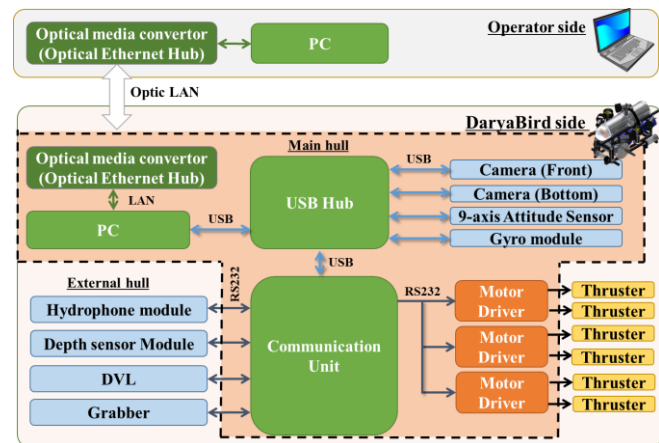 Operator side
Optical media convertor
(Optical Ethernet Hub)
PC
Optic LAN
DaryaBird side
Main hull
Optical media convertor
(Optical Ethernet Hub)
LAN
PC
USB
USB Hub
USB
Camera (Front)
Camera (Bottom)
9-axis Attitude Sensor
Gyro module
USB
External hull
RS232
Hydrophone module
Depth sensor Module
DVL
Grabber
Communication
Unit
RS232
Motor
Driver
Motor
Driver
Motor
Driver
Thruster
Thruster
Thruster
Thruster
Thruster
Thruster